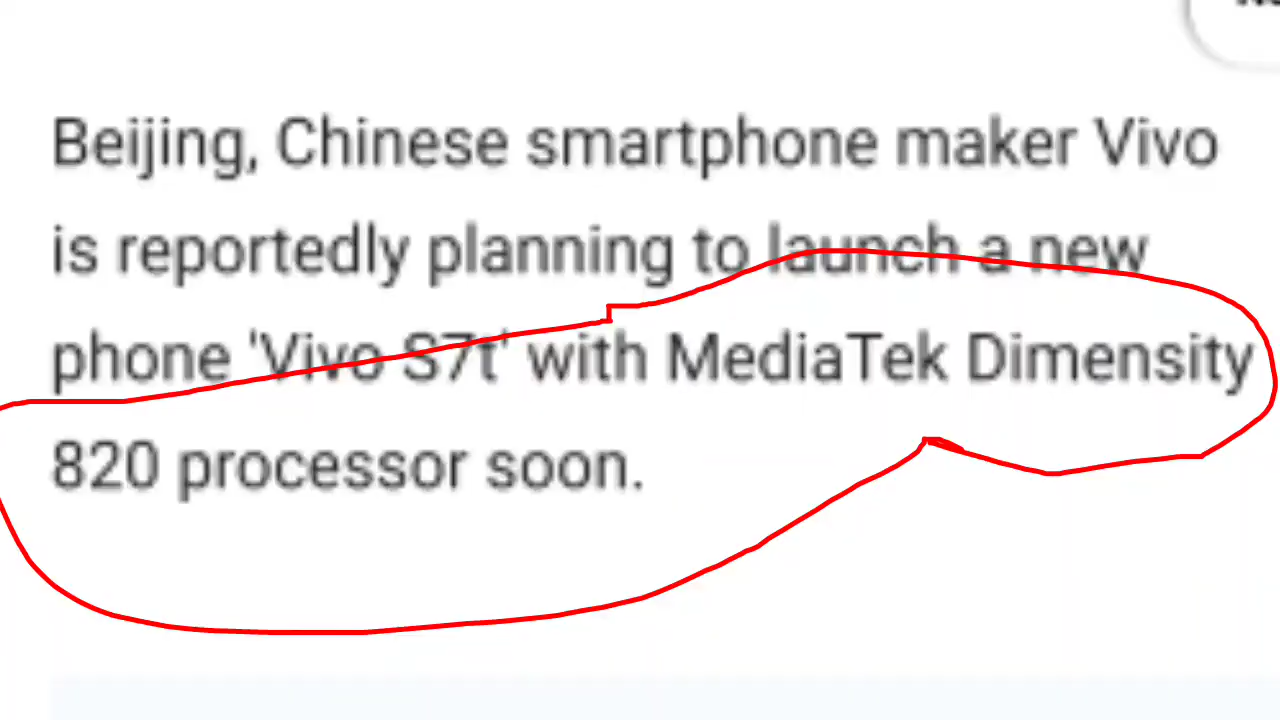 Beijing, Chinese smartphone maker Vivo
is reportedly planning to launch a new
phone 'Vivo S7t' with MediaTek Dimensity
820 processor soon.